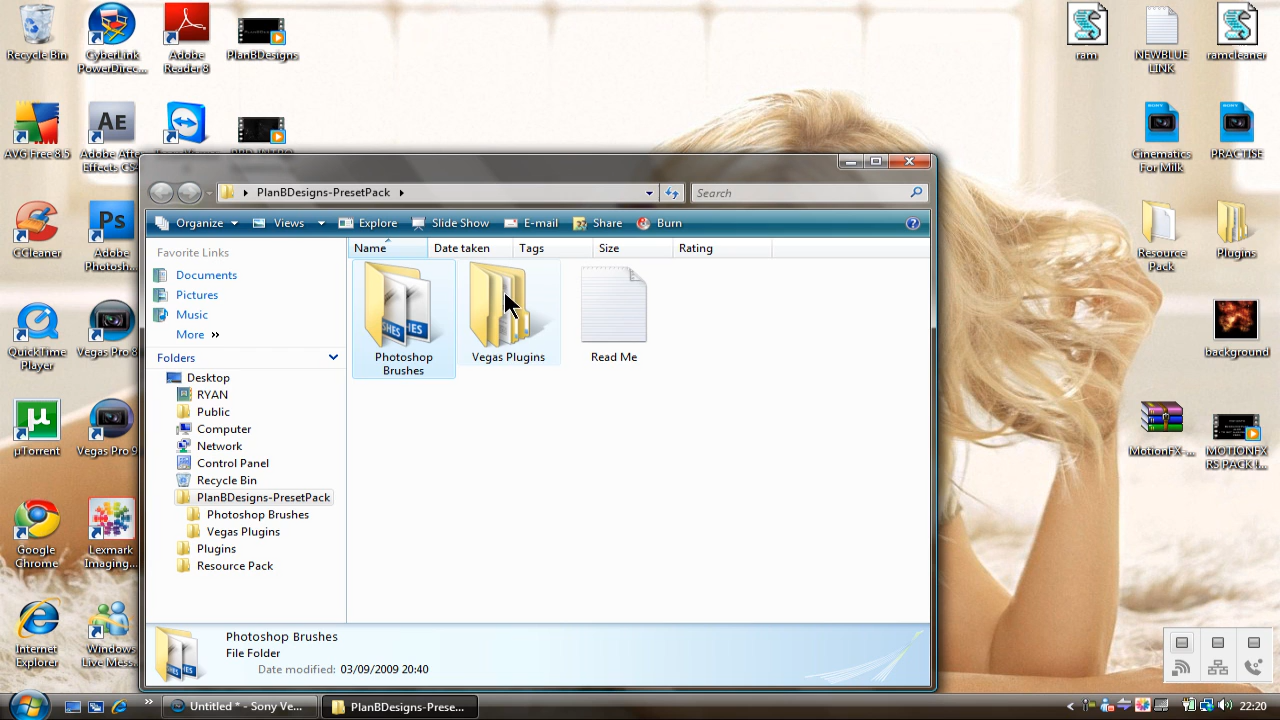 Recycle Bin
CyberLink
PowerDirec...
Adobe
Reader 8
PlanBDesigns
AVG Free 8.5
Adobe Afte
Effects CS
CCleaner
Adobe
Photosh...
QuickTime
Player
Vegas Pro 8
µTorrent
Vegas Pro 9
Google
Chrome
Lexmark
Imaging...
Internet
Explorer
Windows
Live Mess...
ram
NEWBLUE
LINK
ramcleaner
Cinematics
For Milk
PRACTISE
Resource
Pack
Plugins
background
MotionFX-...
MOTIONFX
RS PACK !...
PlanBDesigns-PresetPack
Search
Organize
Views
Explore
Slide Show
E-mail
Share
Burn
Favorite Links
Documents
Pictures
Music
More »
Folders
Desktop
RYAN
Public
Computer
Network
Control Panel
Recycle Bin
PlanBDesigns-PresetPack
Photoshop Brushes
Vegas Plugins
Plugins
Resource Pack
Name
Date taken
Tags
Size
Rating
Photoshop
Brushes
Vegas Plugins
Read Me
Photoshop Brushes
File Folder
Date modified: 03/09/2009 20:40
Untitled * - Sony Ve...
PlanBDesigns-Prese...
22:20